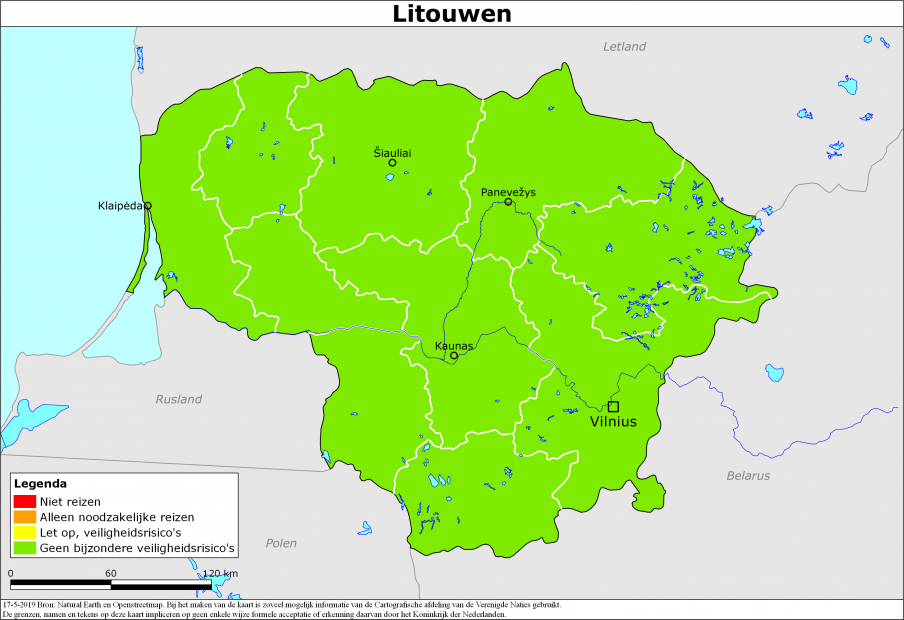 Litouwen
Letland
Šiauliai
Panevežys
Klaipėda
Kaunas
Rusland
Vilnius
Belarus
Polen
Legenda
Niet reizen
Alleen noodzakelijke reizen
Let op, veiligheidsrisico's
Geen bijzondere veiligheidsrisico's
0 60 120 km
17-5-2019 Bron: Natural Earth en Openstreetmap. Bij het maken van de kaart is zoveel mogelijk informatie van de Cartografische afdeling van de Verenigde Naties gebruikt.
De grenzen, namen en tekens op deze kaart impliceren op geen enkele wijze formele acceptatie of erkenning daarvan door het Koninkrijk der Nederlanden.